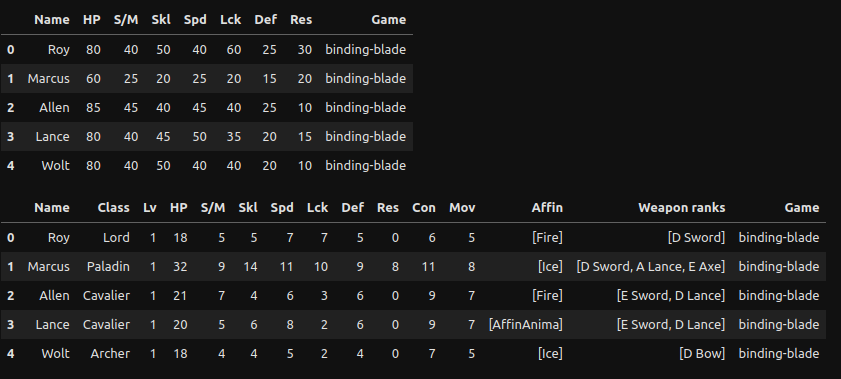 Name HP S/M Skl Spd Lck Def Res Game
0 Roy 80 40 50 40 60 25 30 binding-blade
1 Marcus 60 25 20 25 20 15 20 binding-blade
2 Allen 85 45 40 45 40 25 10 binding-blade
3 Lance 80 40 45 50 35 20 15 binding-blade
4 Wolt 80 40 50 40 40 20 10 binding-blade
Name Class Lv HP S/M Skl Spd Lck Def Res Con Mov Affin Weapon ranks Game
0 Roy Lord 1 18 5 5 7 7 5 0 6 5 [Fire] [D Sword] binding-blade
1 Marcus Paladin 1 32 9 14 11 10 9 8 11 8 [Ice] [D Sword, A Lance, E Axe] binding-blade
2 Allen Cavalier 1 21 7 4 6 3 6 0 9 7 [Fire] [E Sword, D Lance] binding-blade
3 Lance Cavalier 1 20 5 6 8 2 6 0 9 7 [AffinAnima] [E Sword, D Lance] binding-blade
4 Wolt Archer 1 18 4 4 5 2 4 0 7 5 [Ice] [D Bow] binding-blade